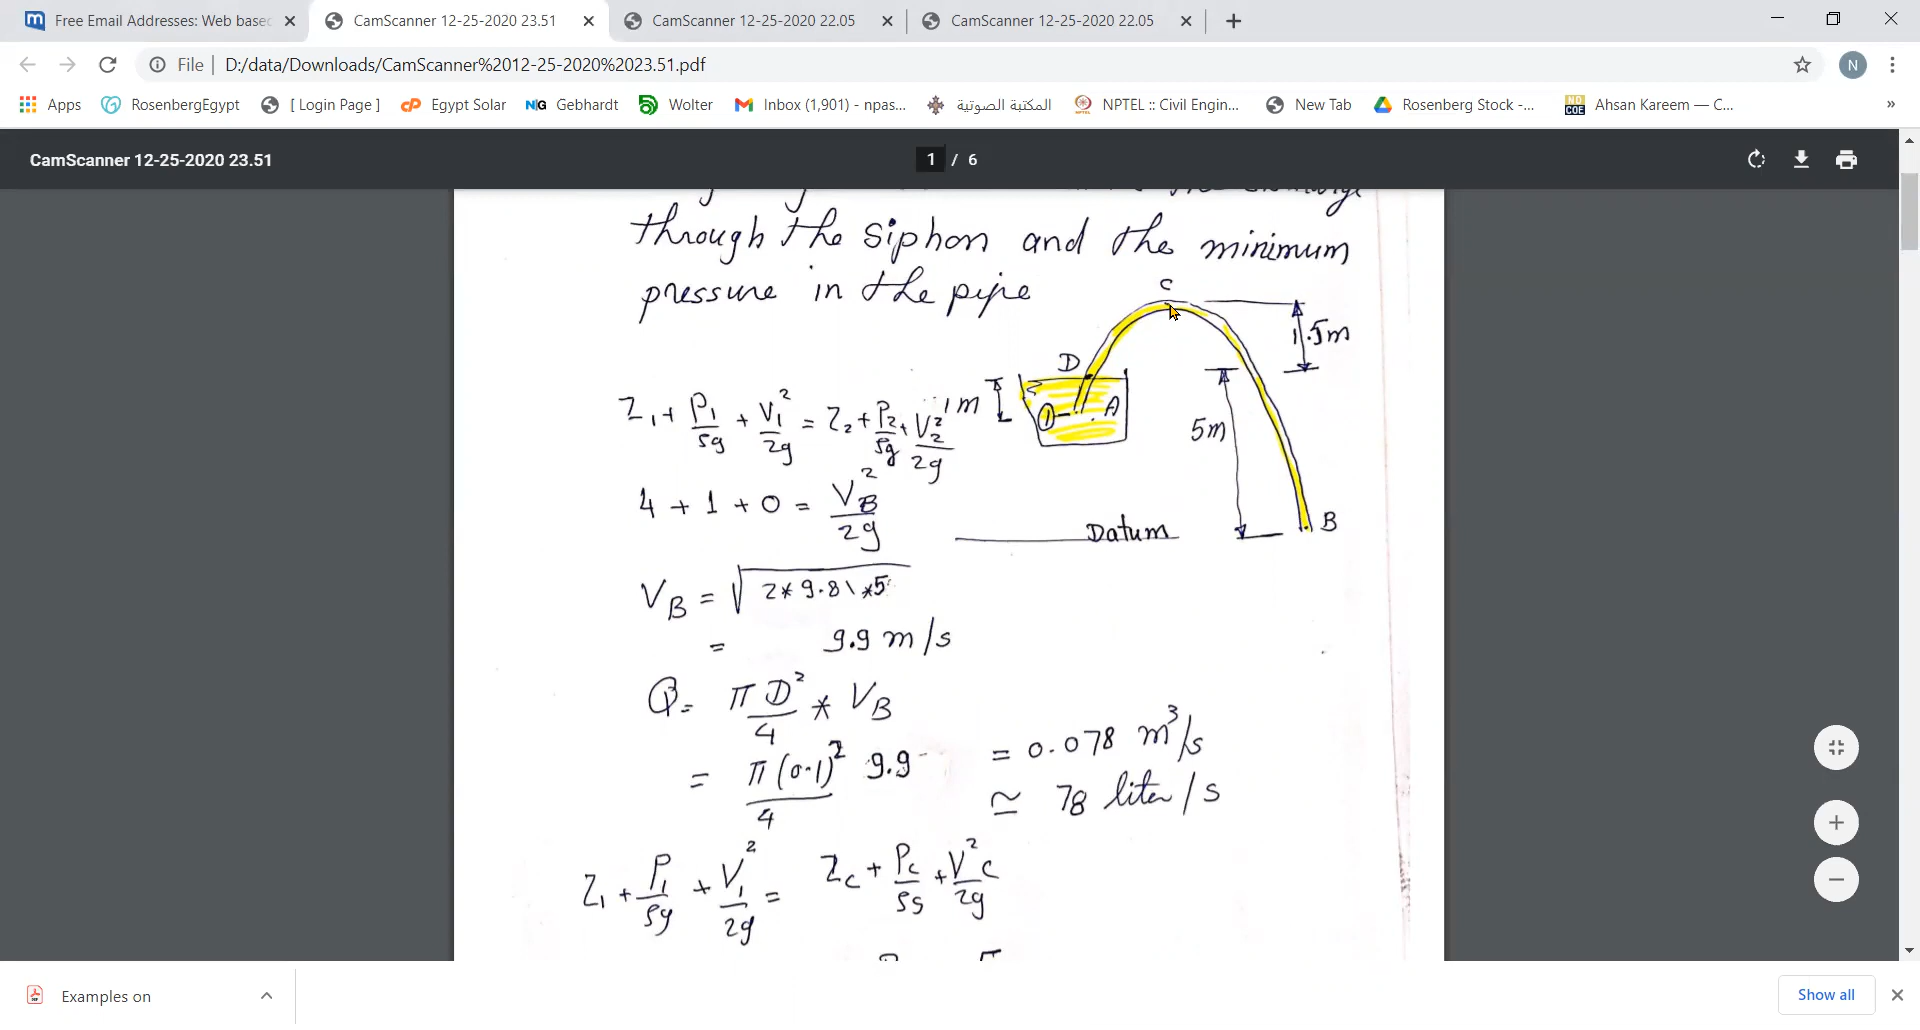 Free Email Addresses: Web base
CamScanner 12-25-2020 23.51
CamScanner 12-25-2020 22.05
CamScanner 12-25-2020 22.05
File | D:/data/Downloads/CamScanner%2012-25-2020%2023.51.pdf
N
Apps
RosenbergEgypt
[ Login Page ]
Egypt Solar
Gebhardt
Wolter
Inbox (1,901) - npas...
المكتبة الصوتية
NPTEL :: Civil Engin...
New Tab
Rosenberg Stock -...
Ahsan Kareem — C...
»
CamScanner 12-25-2020 23.51
1 / 6
through the siphon and the minimum
pressure in the pipe
C
1.5m
D
1m
A
5m
B
Datum
Z₁ + P₁/ρg + V₁²/2g = Z₂ + P₂/ρg + V₂²/2g
4 + 1 + 0 = V_B²/2g
V_B = √2*9.81*5
= 9.9 m/s
Q = πD²/4 * V_B
= π(0.1)²/4 9.9 = 0.078 m³/s
≃ 78 liter/s
Z₁ + P₁/ρg + V₁²/2g = Z_C + P_C/ρg + V²_C/2g
Examples on
Show all